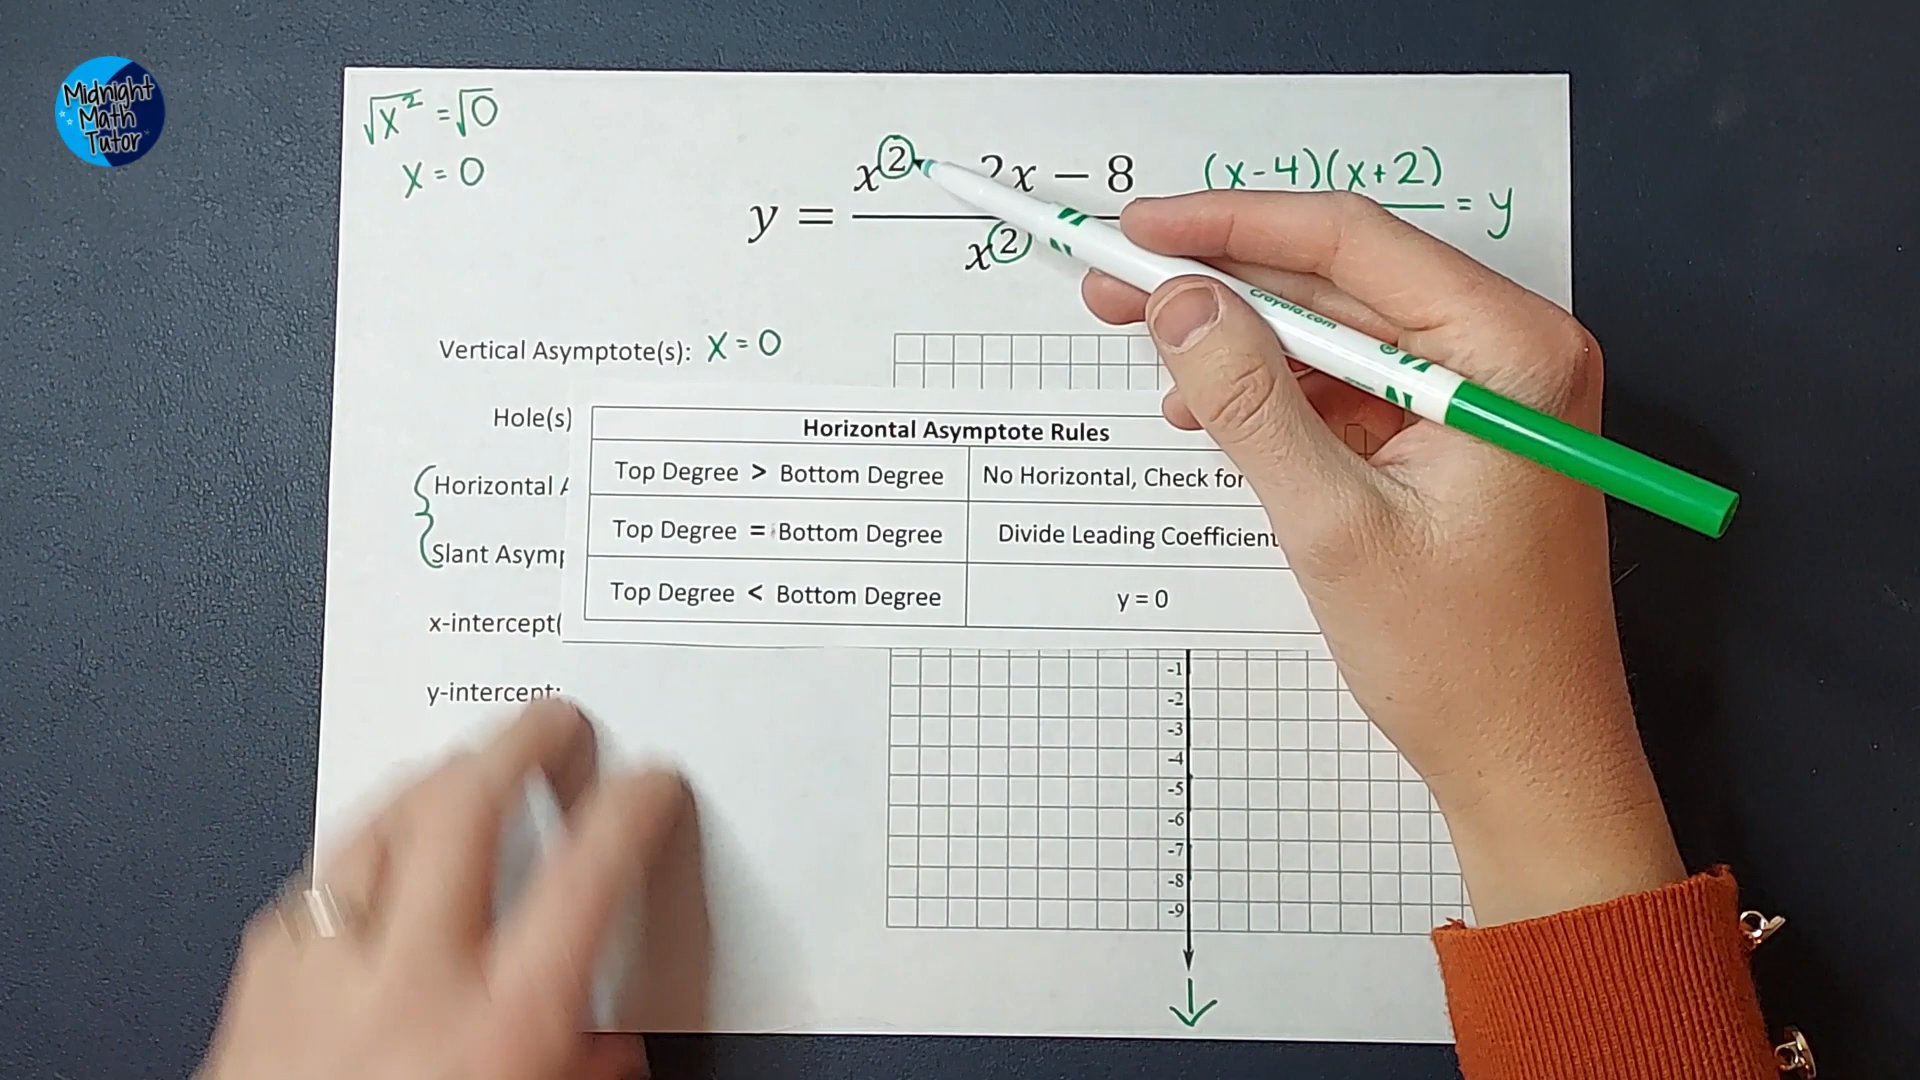 Midnight
Math
Tutor
√x² = √0
x = 0
y = x² 2x − 8 / x²
(x-4)(x+2) = y
Vertical Asymptote(s): x = 0
Hole(s)
Horizontal
Slant
x-intercept(
y-intercept:
Horizontal Asymptote Rules
Top Degree > Bottom Degree No Horizontal, Check for
Top Degree = Bottom Degree Divide Leading Coefficient
Top Degree < Bottom Degree y = 0
-1
-2
-3
-4
-5
-6
-7
-8
-9
Crayola.com